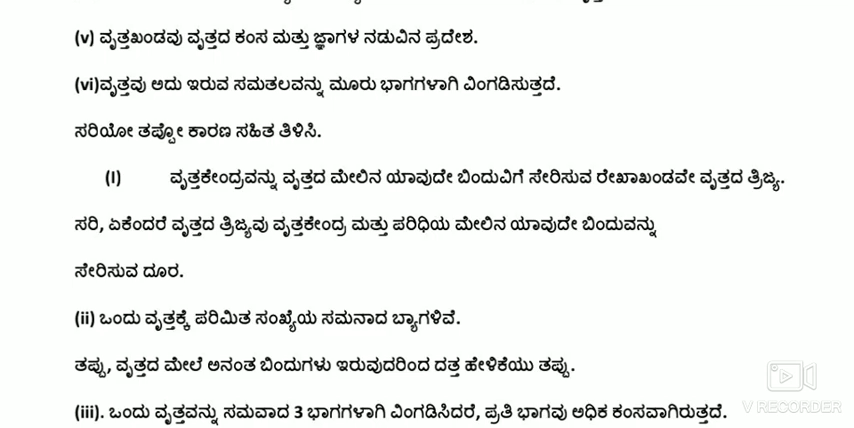 (v) ವೃತ್ತಖಂಡವು ವೃತ್ತದ ಕಂಸ ಮತ್ತು ಜ್ಞಾಗಳ ನಡುವಿನ ಪ್ರದೇಶ.
(vi)ವೃತ್ತವು ಅದು ಇರುವ ಸಮತಲವನ್ನು ಮೂರು ಭಾಗಗಳಾಗಿ ವಿಂಗಡಿಸುತ್ತದೆ.
ಸರಿಯೋ ತಪ್ಪೋ ಕಾರಣ ಸಹಿತ ತಿಳಿಸಿ.
(I) ವೃತ್ತಕೇಂದ್ರವನ್ನು ವೃತ್ತದ ಮೇಲಿನ ಯಾವುದೇ ಬಿಂದುವಿಗೆ ಸೇರಿಸುವ ರೇಖಾಖಂಡವೇ ವೃತ್ತದ ತ್ರಿಜ್ಯ.
ಸರಿ, ಏಕೆಂದರೆ ವೃತ್ತದ ತ್ರಿಜ್ಯವು ವೃತ್ತಕೇಂದ್ರ ಮತ್ತು ಪರಿಧಿಯ ಮೇಲಿನ ಯಾವುದೇ ಬಿಂದುವನ್ನು
ಸೇರಿಸುವ ದೂರ.
(ii) ಒಂದು ವೃತ್ತಕ್ಕೆ ಪರಿಮಿತ ಸಂಖ್ಯೆಯ ಸಮನಾದ ಬ್ಯಾಗಳಿವೆ.
ತಪ್ಪು, ವೃತ್ತದ ಮೇಲೆ ಅನಂತ ಬಿಂದುಗಳು ಇರುವುದರಿಂದ ದತ್ತ ಹೇಳಿಕೆಯು ತಪ್ಪು.
(iii). ಒಂದು ವೃತ್ತವನ್ನು ಸಮವಾದ 3 ಭಾಗಗಳಾಗಿ ವಿಂಗಡಿಸಿದರೆ, ಪ್ರತಿ ಭಾಗವು ಅಧಿಕ ಕಂಸವಾಗಿರುತ್ತದೆ.
V RECORDER